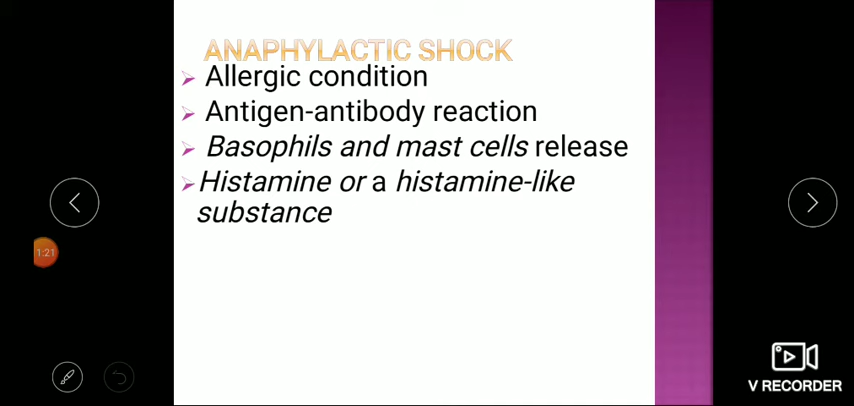 ANAPHYLACTIC SHOCK
Allergic condition
Antigen-antibody reaction
Basophils and mast cells release
Histamine or a histamine-like
substance
1:21
V RECORDER